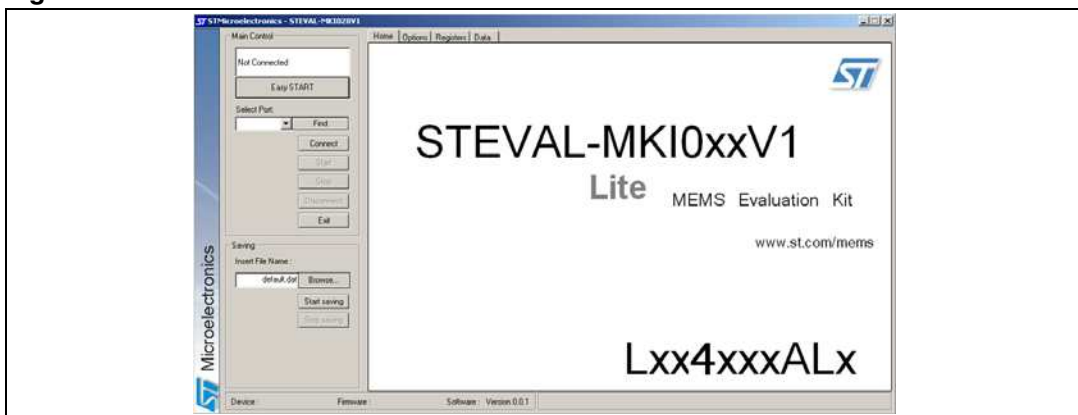 STMicroelectronics - STEVAL-MKI020V1
Main Control
Not Connected
Easy START
Select Port:
Find
Connect
Start
Stop
Disconnect
Exit
Saving
Insert File Name :
default.dat
Browse...
Start saving
Stop saving
Device :
Firmware :
Software : Version 0.0.1
Home
Options
Registers
Data
ST
STEVAL-MKI0xxV1
Lite
MEMS Evaluation Kit
www.st.com/mems
Lxx4xxxALx
ST Microelectronics